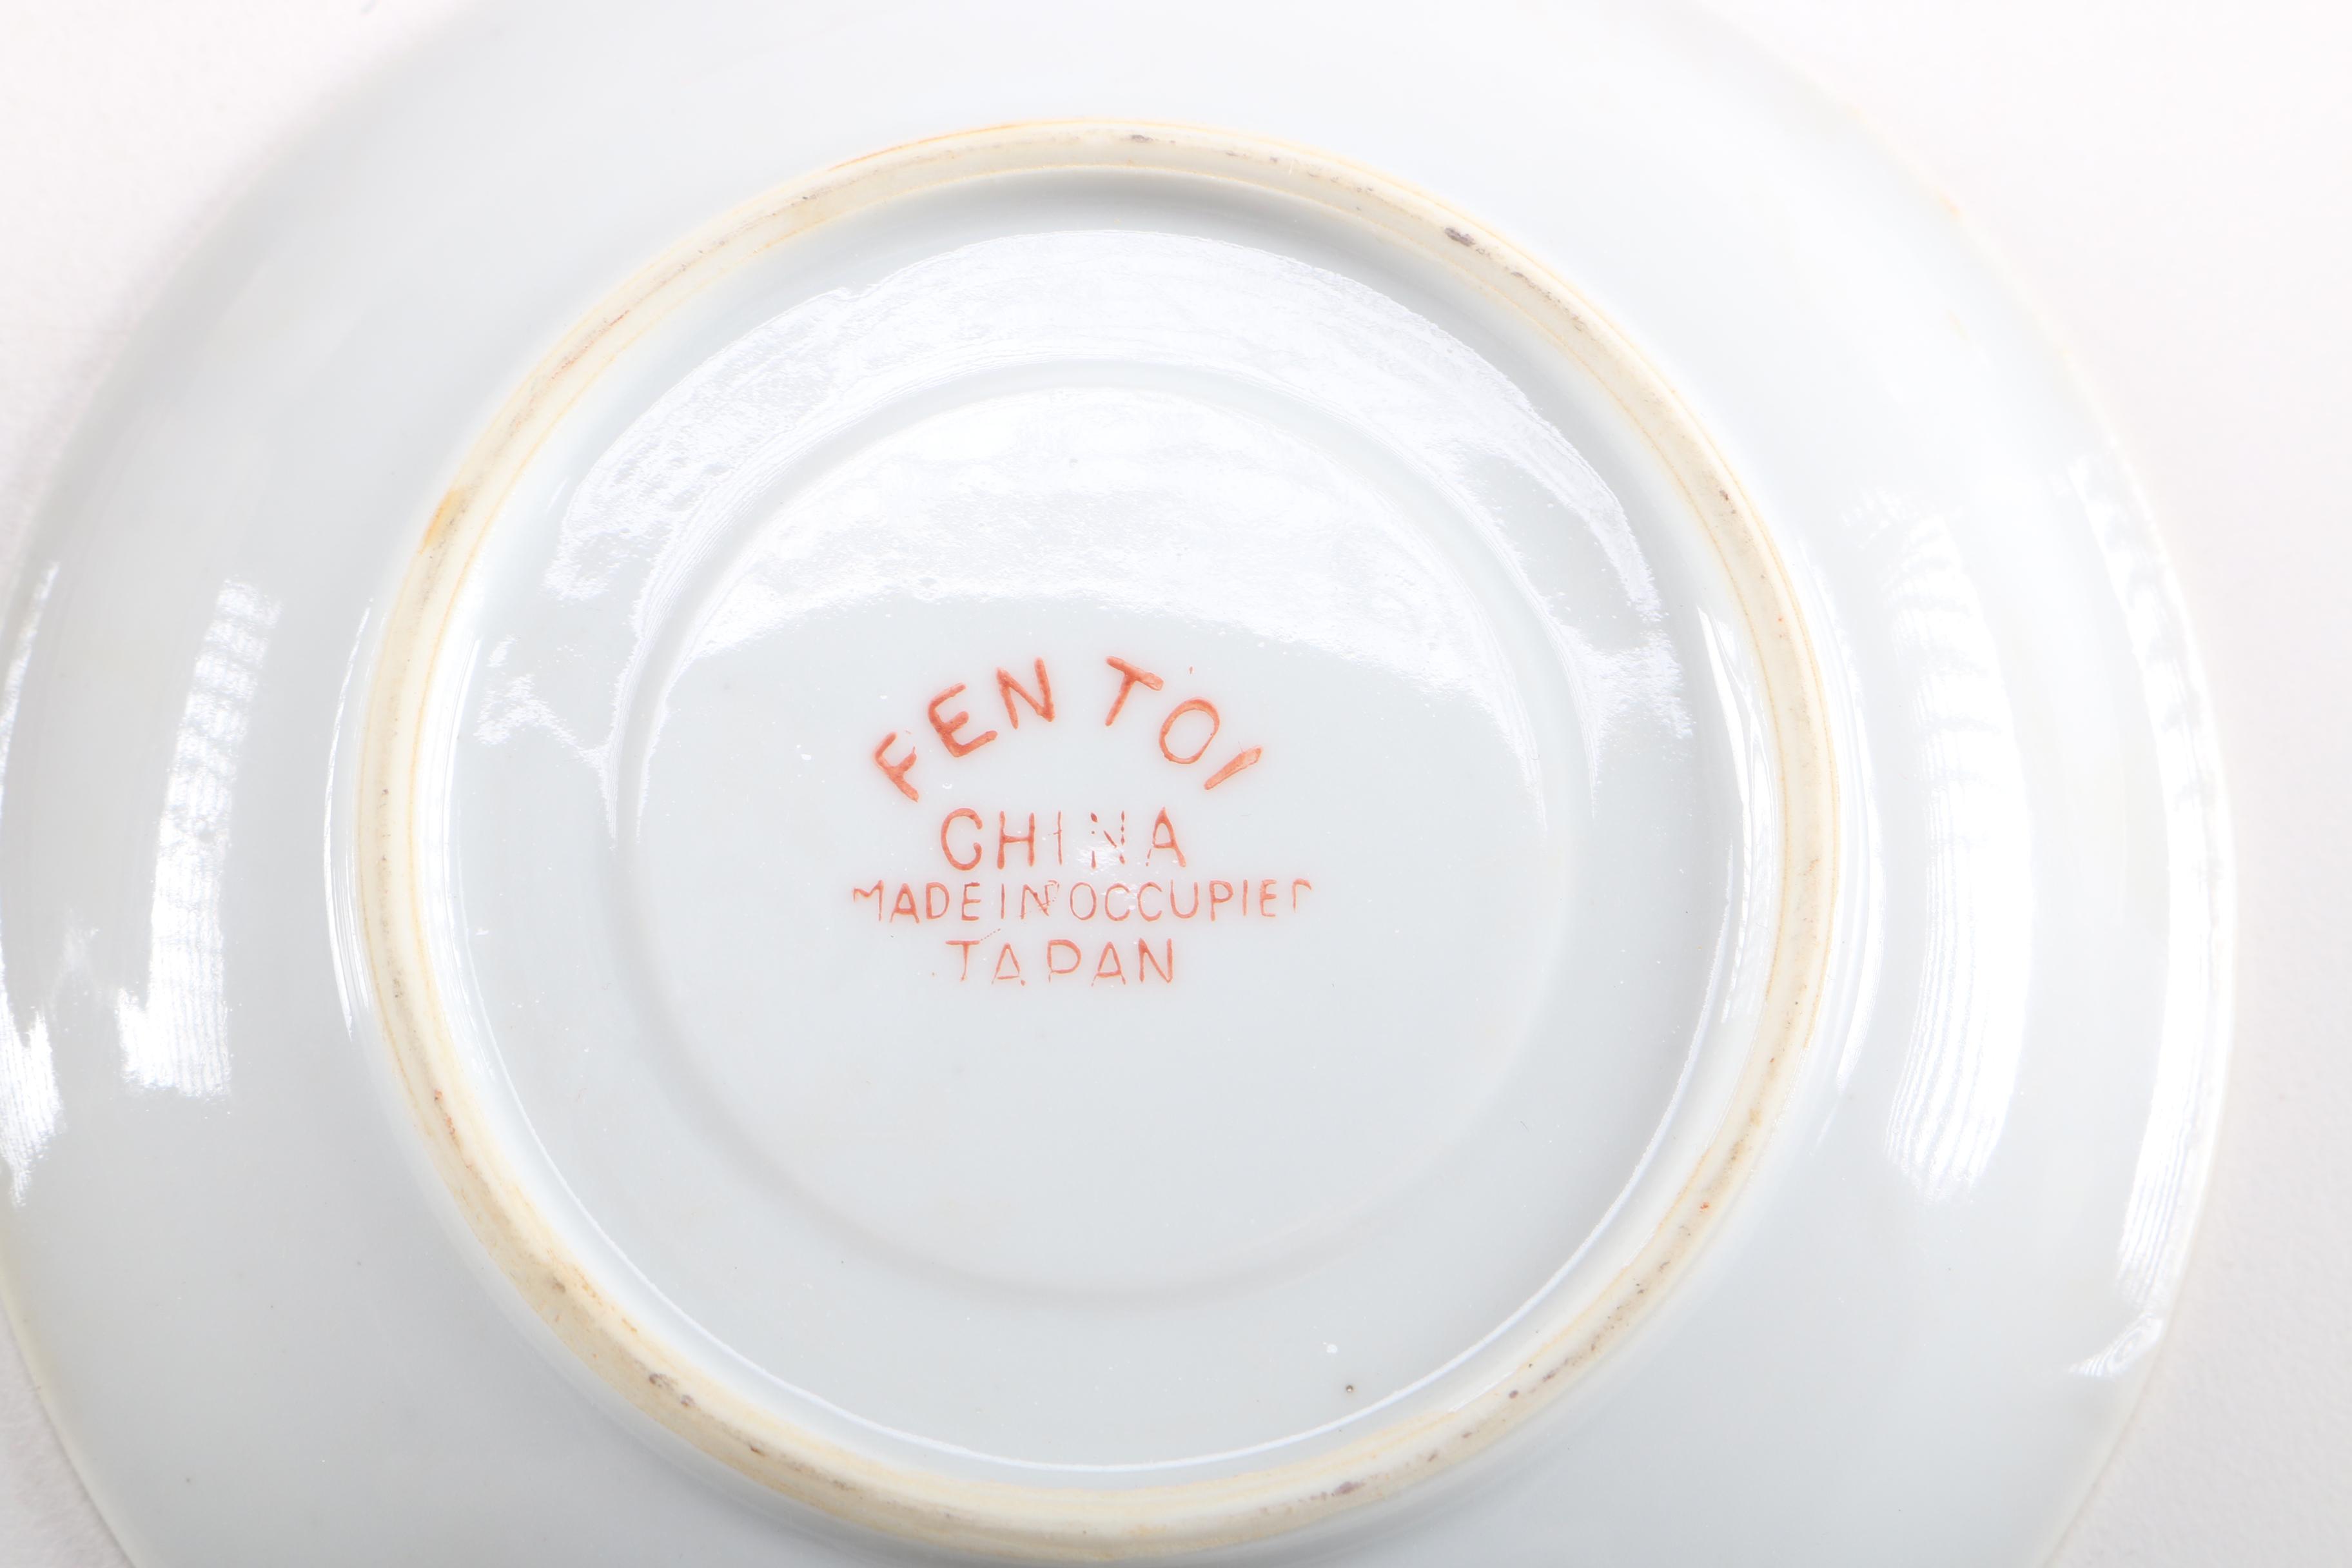 FEN TOI
CHINA
MADE IN OCCUPIED
JAPAN